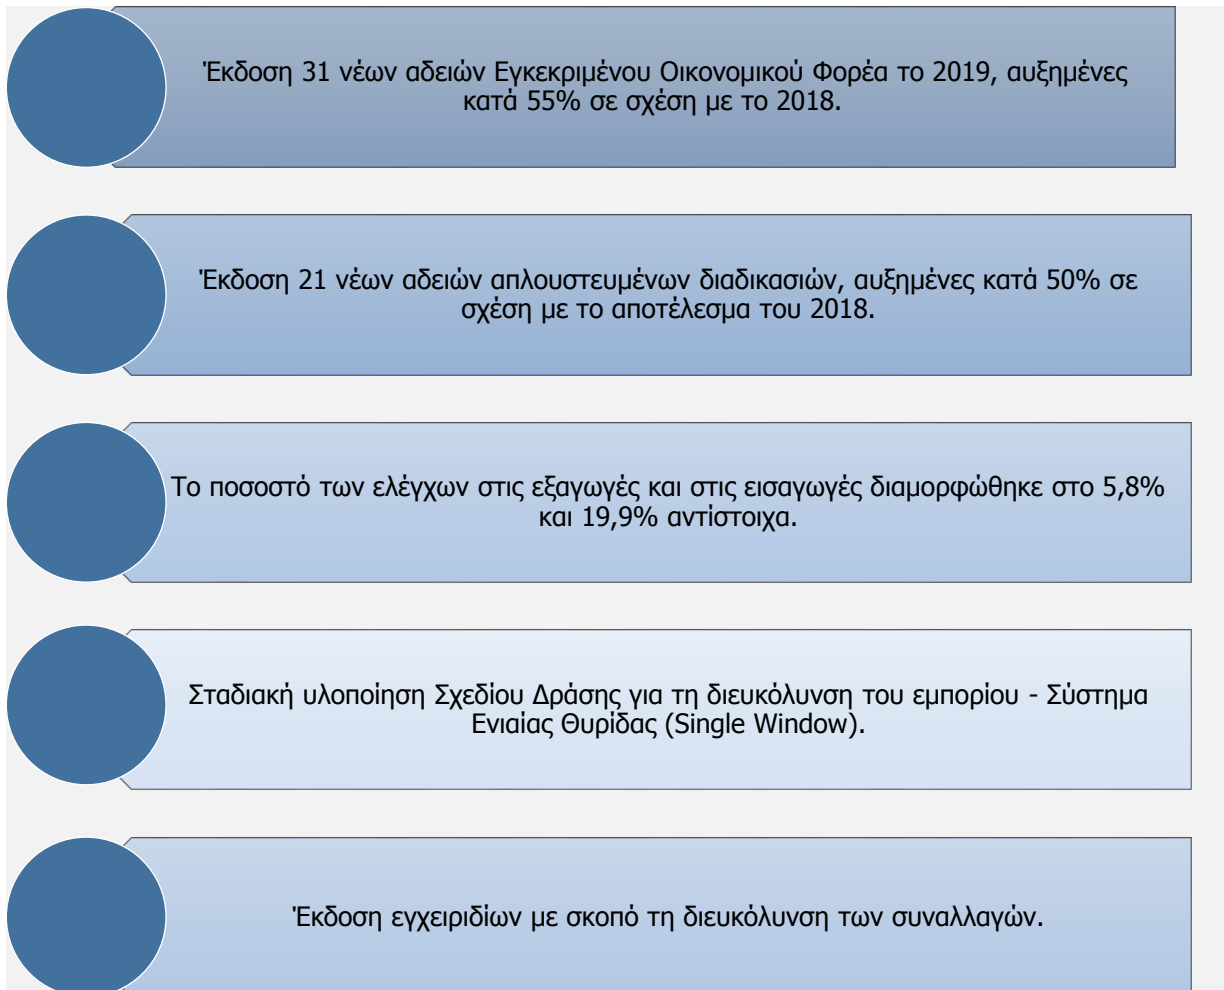 Έκδοση 31 νέων αδειών Εγκεκριμένου Οικονομικού Φορέα το 2019, αυξημένες
κατά 55% σε σχέση με το 2018.
Έκδοση 21 νέων αδειών απλουστευμένων διαδικασιών, αυξημένες κατά 50% σε
σχέση με το αποτέλεσμα του 2018.
Το ποσοστό των ελέγχων στις εξαγωγές και στις εισαγωγές διαμορφώθηκε στο 5,8%
και 19,9% αντίστοιχα.
Σταδιακή υλοποίηση Σχεδίου Δράσης για τη διευκόλυνση του εμπορίου - Σύστημα
Ενιαίας Θυρίδας (Single Window).
Έκδοση εγχειριδίων με σκοπό τη διευκόλυνση των συναλλαγών.